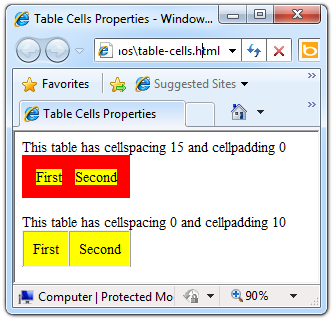 Table Cells Properties - Window...
ıos\table-cells.html
Favorites
Suggested Sites
Table Cells Properties
This table has cellspacing 15 and cellpadding 0
First Second
This table has cellspacing 0 and cellpadding 10
First Second
Computer | Protected Mo
90%